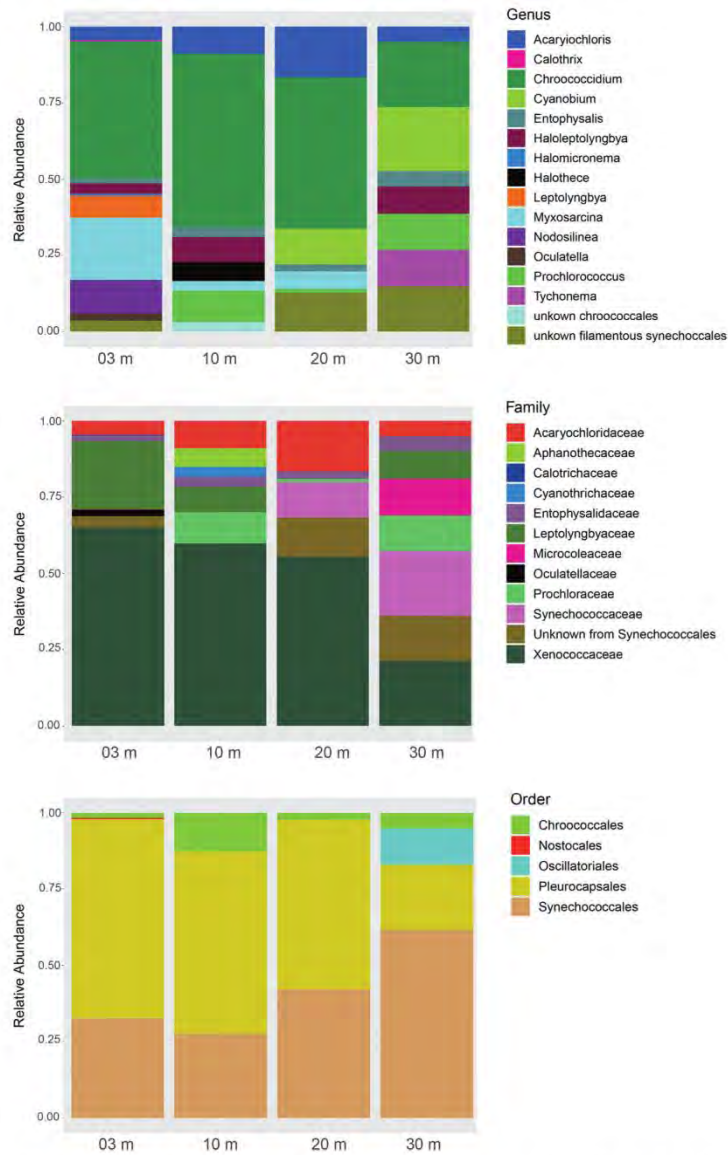 Genus
1.00
0.75
0.50
0.25
0.00
Relative Abundance
03 m
10 m
20 m
30 m
Acaryiochloris
Calothrix
Chroococcidium
Cyanobium
Entophysalis
Haloleptolyngbya
Halomicronema
Halothece
Leptolyngbya
Myxosarcina
Nodosilinea
Oculatella
Prochlorococcus
Tychonema
unkown chroococcales
unkown filamentous synechoccales
Family
1.00
0.75
0.50
0.25
0.00
Relative Abundance
03 m
10 m
20 m
30 m
Acaryochloridaceae
Aphanothecaceae
Calotrichaceae
Cyanothrichaceae
Entophysalidaceae
Leptolyngbyaceae
Microcoleaceae
Oculatellaceae
Prochloraceae
Synechococcaceae
Unknown from Synechococcales
Xenococcaceae
Order
1.00
0.75
0.50
0.25
0.00
Relative Abundance
03 m
10 m
20 m
30 m
Chroococcales
Nostocales
Oscillatoriales
Pleurocapsales
Synechococcales